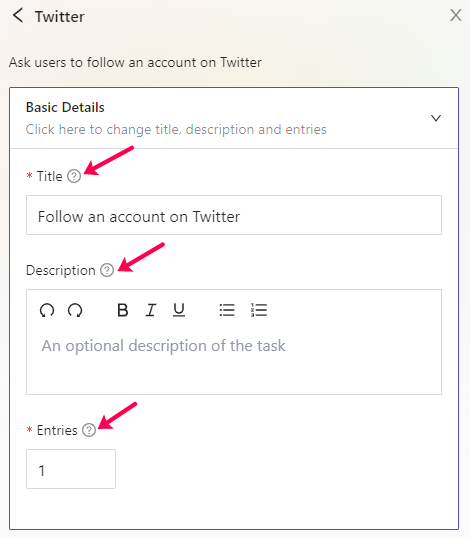 Twitter
Ask users to follow an account on Twitter
Basic Details
Click here to change title, description and entries
* Title ?
Follow an account on Twitter
Description ?
B I U
An optional description of the task
* Entries ?
1